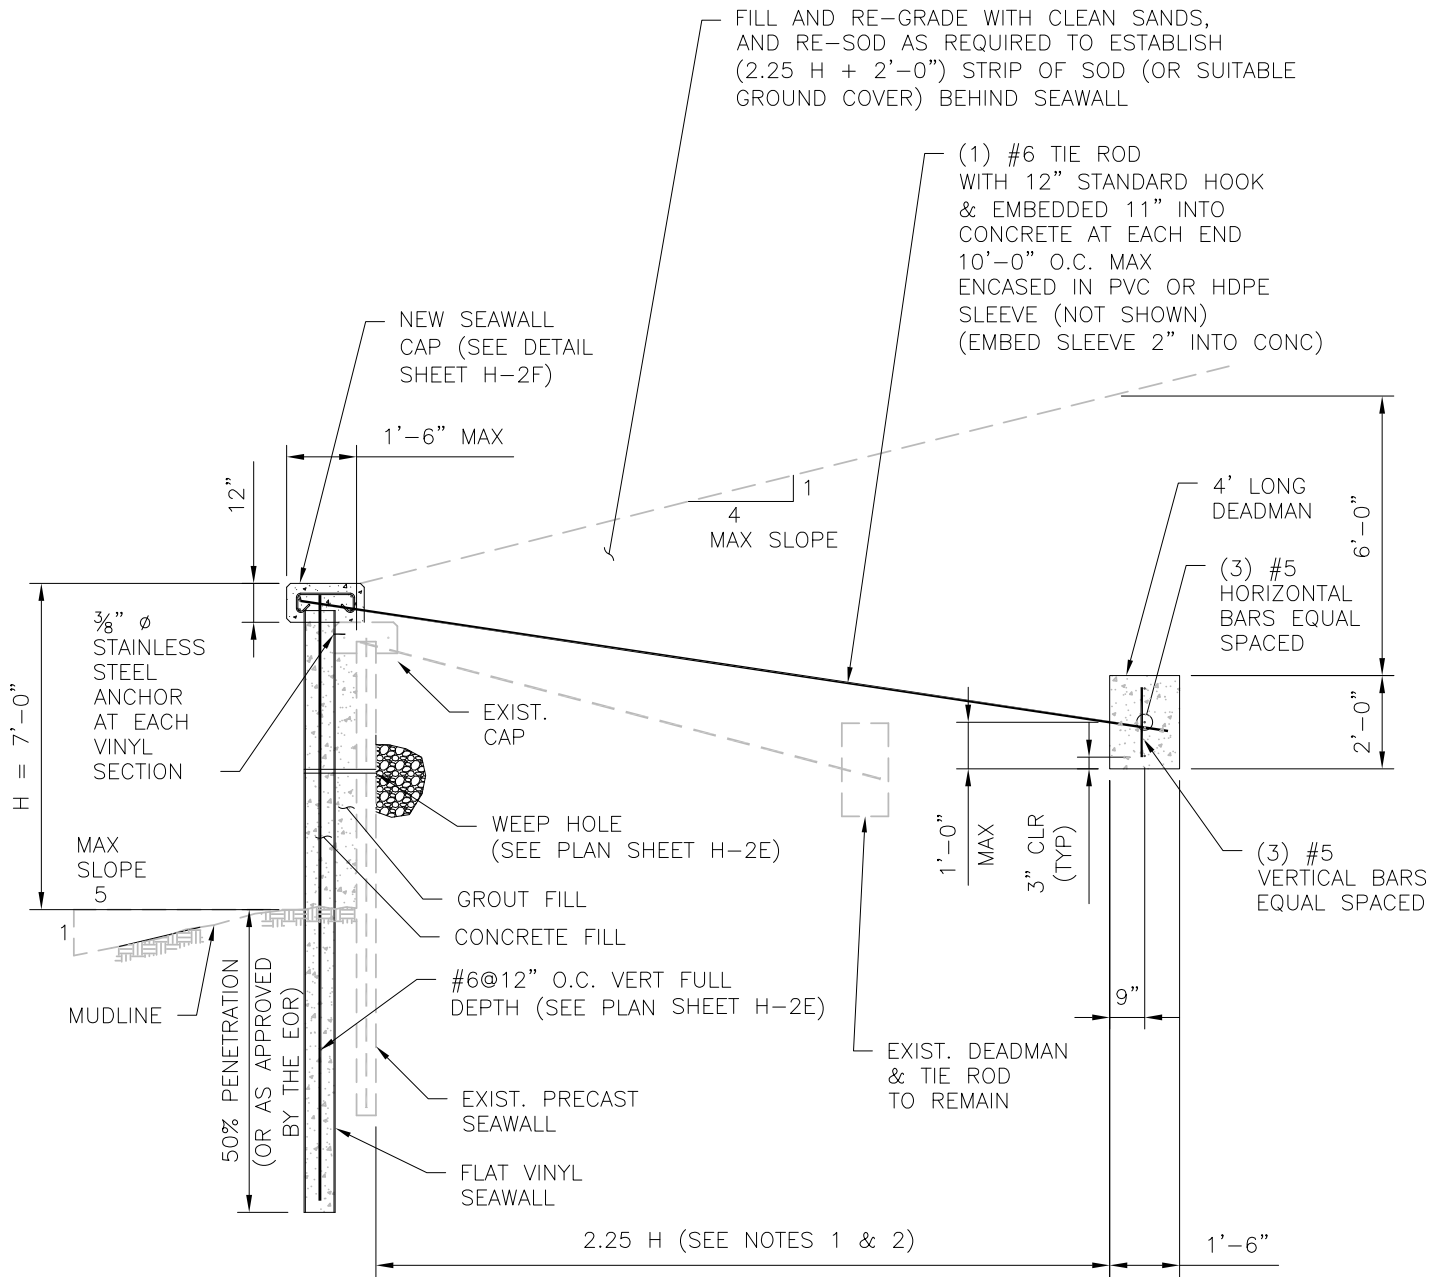 FILL AND RE-GRADE WITH CLEAN SANDS,
AND RE-SOD AS REQUIRED TO ESTABLISH
(2.25 H + 2'-0") STRIP OF SOD (OR SUITABLE
GROUND COVER) BEHIND SEAWALL
(1) #6 TIE ROD
WITH 12" STANDARD HOOK
& EMBEDDED 11" INTO
CONCRETE AT EACH END
10'-0" O.C. MAX
ENCASED IN PVC OR HDPE
SLEEVE (NOT SHOWN)
(EMBED SLEEVE 2" INTO CONC)
NEW SEAWALL
CAP (SEE DETAIL
SHEET H-2F)
1'-6" MAX
12"
1
4
MAX SLOPE
4' LONG
DEADMAN
6'-0"
(3) #5
HORIZONTAL
BARS EQUAL
SPACED
2'-0"
3/8" ø
STAINLESS
STEEL
ANCHOR
AT EACH
VINYL
SECTION
H = 7'-0"
EXIST.
CAP
WEEP HOLE
(SEE PLAN SHEET H-2E)
1'-0"
MAX
3" CLR
(TYP)
(3) #5
VERTICAL BARS
EQUAL SPACED
MAX
SLOPE
5
1
GROUT FILL
CONCRETE FILL
#6@12" O.C. VERT FULL
DEPTH (SEE PLAN SHEET H-2E)
MUDLINE
50% PENETRATION
(OR AS APPROVED
BY THE EOR)
9"
EXIST. DEADMAN
& TIE ROD
TO REMAIN
EXIST. PRECAST
SEAWALL
FLAT VINYL
SEAWALL
2.25 H (SEE NOTES 1 & 2)
1'-6"